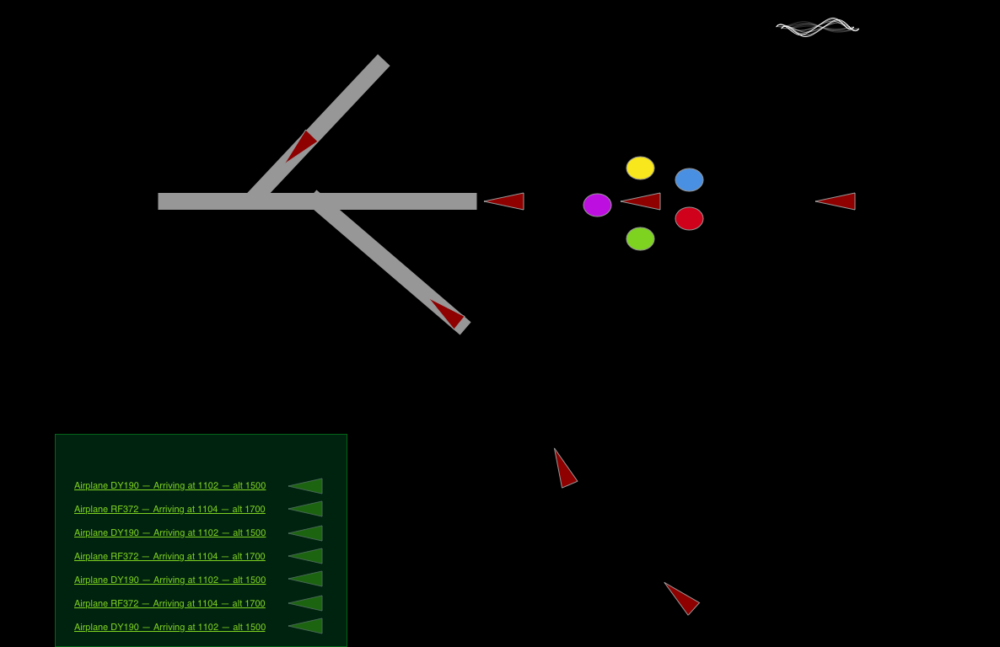 Airplane DY190 — Arriving at 1102 — alt 1500
Airplane RF372 — Arriving at 1104 — alt 1700
Airplane DY190 — Arriving at 1102 — alt 1500
Airplane RF372 — Arriving at 1104 — alt 1700
Airplane DY190 — Arriving at 1102 — alt 1500
Airplane RF372 — Arriving at 1104 — alt 1700
Airplane DY190 — Arriving at 1102 — alt 1500